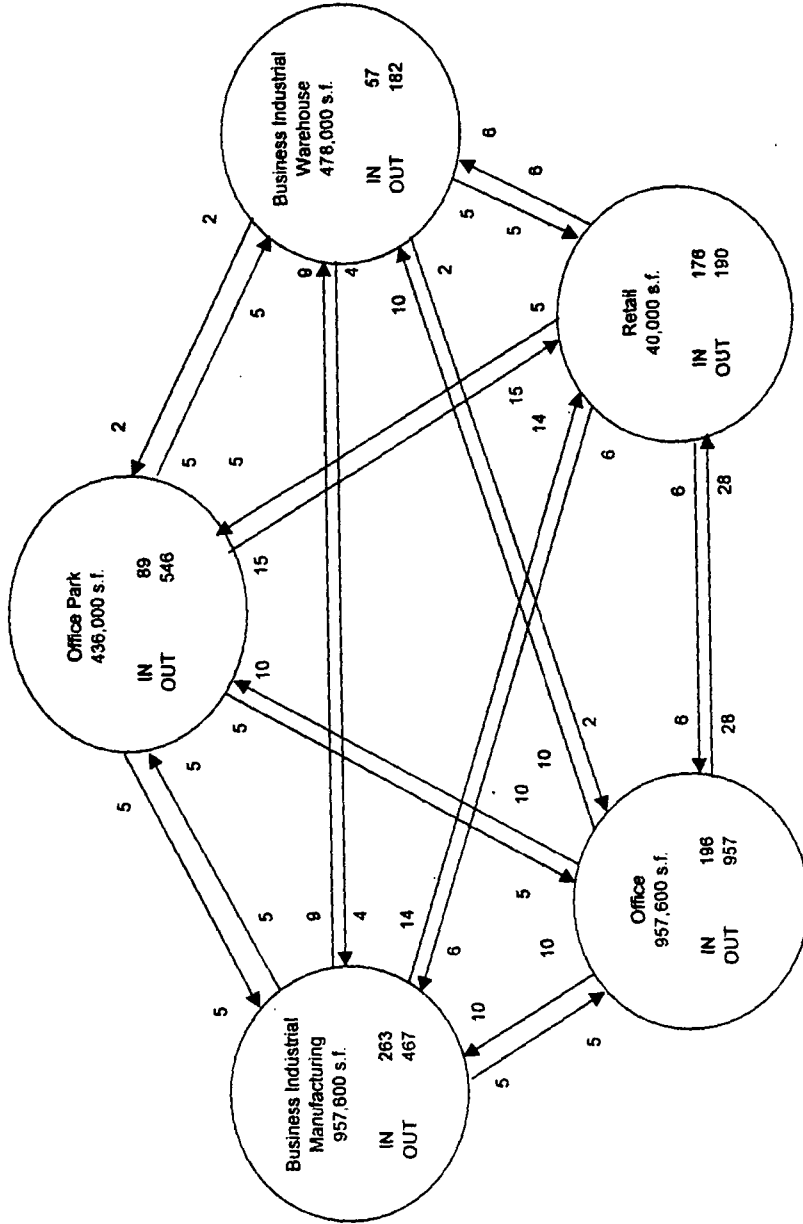 Office Park
436,000 s.f.
IN 89
OUT 546
Business Industrial
Manufacturing
957,600 s.f.
IN 263
OUT 467
Business Industrial
Warehouse
478,000 s.f.
IN 57
OUT 182
Office
957,600 s.f.
IN 196
OUT 957
Retail
40,000 s.f.
IN 176
OUT 190
2
5
5
5
2
5
5
5
5
10
15
5
9
9
4
4
10
14
2
6
5
10
6
5
5
15
10
5
6
10
14
5
10
2
5
6
6
6
28
28